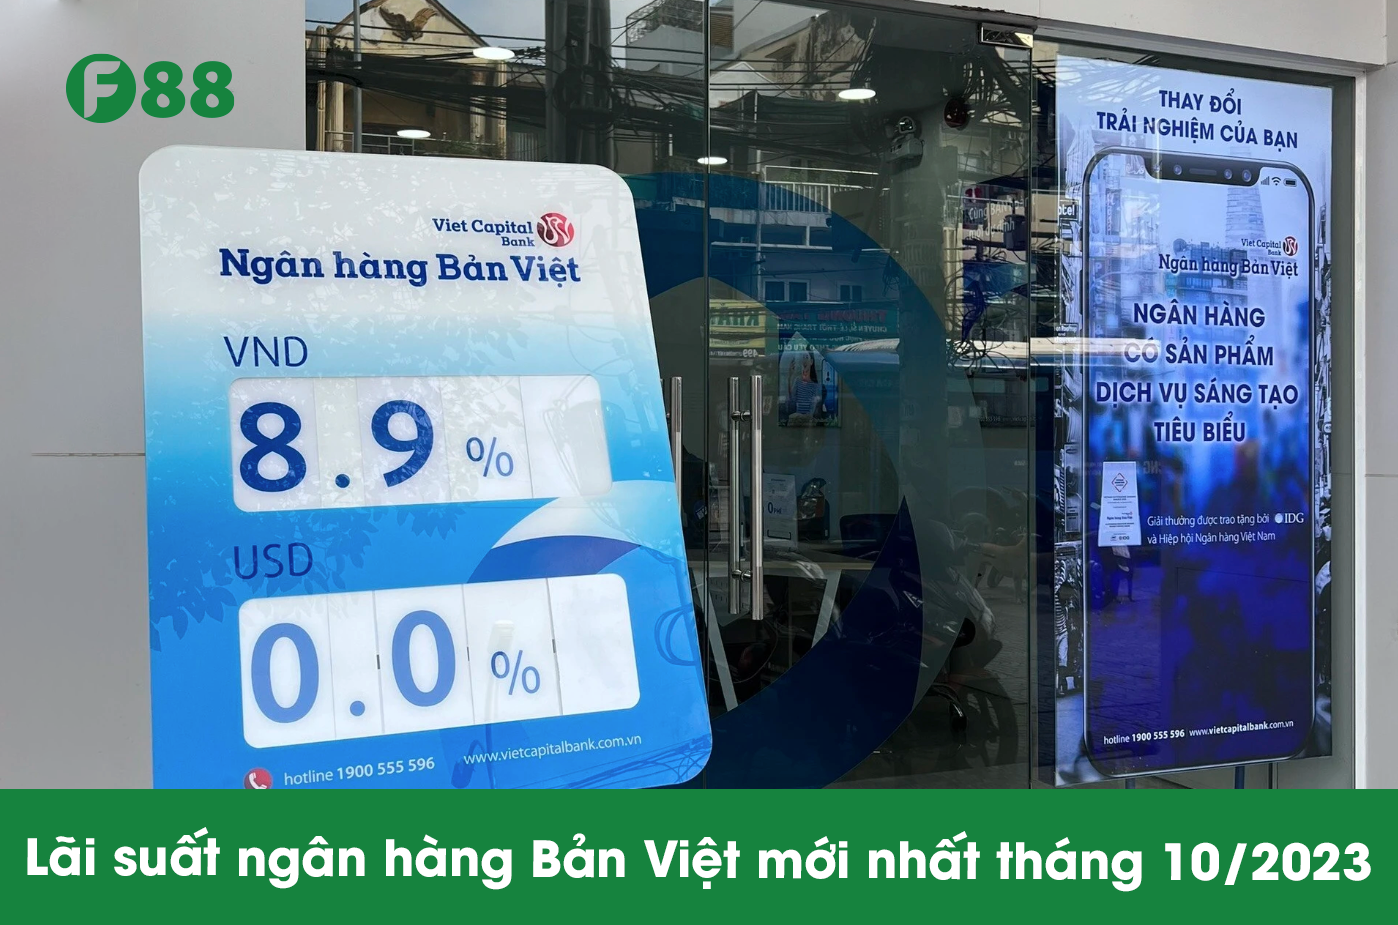 F88
Viet Capital
Bank
Ngân hàng Bản Việt
VND
8.9 %
USD
0.0 %
hotline 1900 555 596 www.vietcapitalbank.com.vn
THAY ĐỔI
TRẢI NGHIỆM CỦA BẠN
Viet Capital
Bank
Ngân hàng Bản Việt
NGÂN HÀNG
CÓ SẢN PHẨM
DỊCH VỤ SÁNG TẠO
TIÊU BIỂU
Giải thưởng được trao tặng bởi IDG
và Hiệp hội Ngân hàng Việt Nam
hotline 1900 555 596 www.vietcapitalbank.com.vn
Lãi suất ngân hàng Bản Việt mới nhất tháng 10/2023